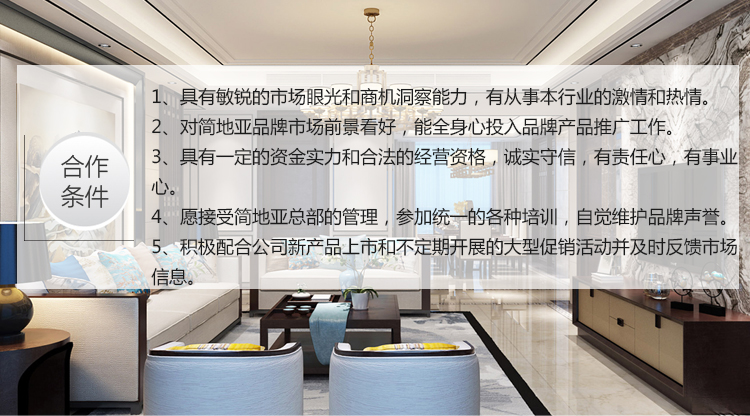 合作
条件
1、具有敏锐的市场眼光和商机洞察能力，有从事本行业的激情和热情。
2、对简地亚品牌市场前景看好，能全身心投入品牌产品推广工作。
3、具有一定的资金实力和合法的经营资格，诚实守信，有责任心，有事业
心。
4、愿接受简地亚总部的管理，参加统一的各种培训，自觉维护品牌声誉。
5、积极配合公司新产品上市和不定期开展的大型促销活动并及时反馈市场
信息。